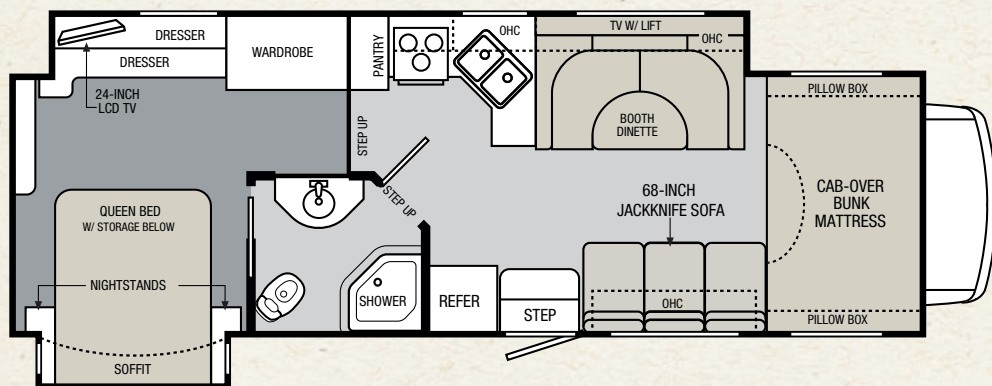 DRESSER
DRESSER
24-INCH
LCD TV
WARDROBE
PANTRY
STEP UP
OHC
TV W/ LIFT
OHC
BOOTH
DINETTE
PILLOW BOX
CAB-OVER
BUNK
MATTRESS
PILLOW BOX
68-INCH
JACKKNIFE SOFA
OHC
STEP UP
QUEEN BED
W/ STORAGE BELOW
NIGHTSTANDS
SOFFIT
SHOWER
REFER
STEP